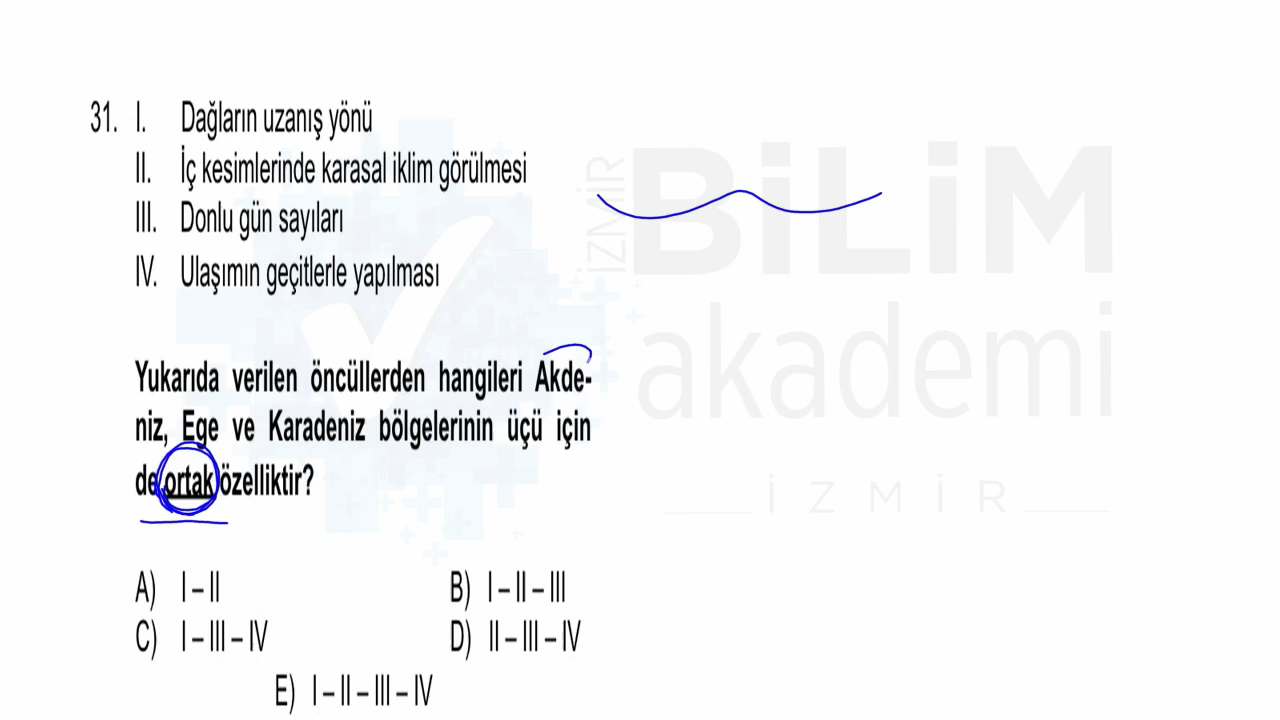 31. I. Dağların uzanış yönü
II. İç kesimlerinde karasal iklim görülmesi
III. Donlu gün sayıları
IV. Ulaşımın geçitlerle yapılması
Yukarıda verilen öncüllerden hangileri Akde-
niz, Ege ve Karadeniz bölgelerinin üçü için
de ortak özelliktir?
A) I – II
B) I – II – III
C) I – III – IV
D) II – III – IV
E) I – II – III – IV
İZMİR
BİLİM
akademi
İZMİR